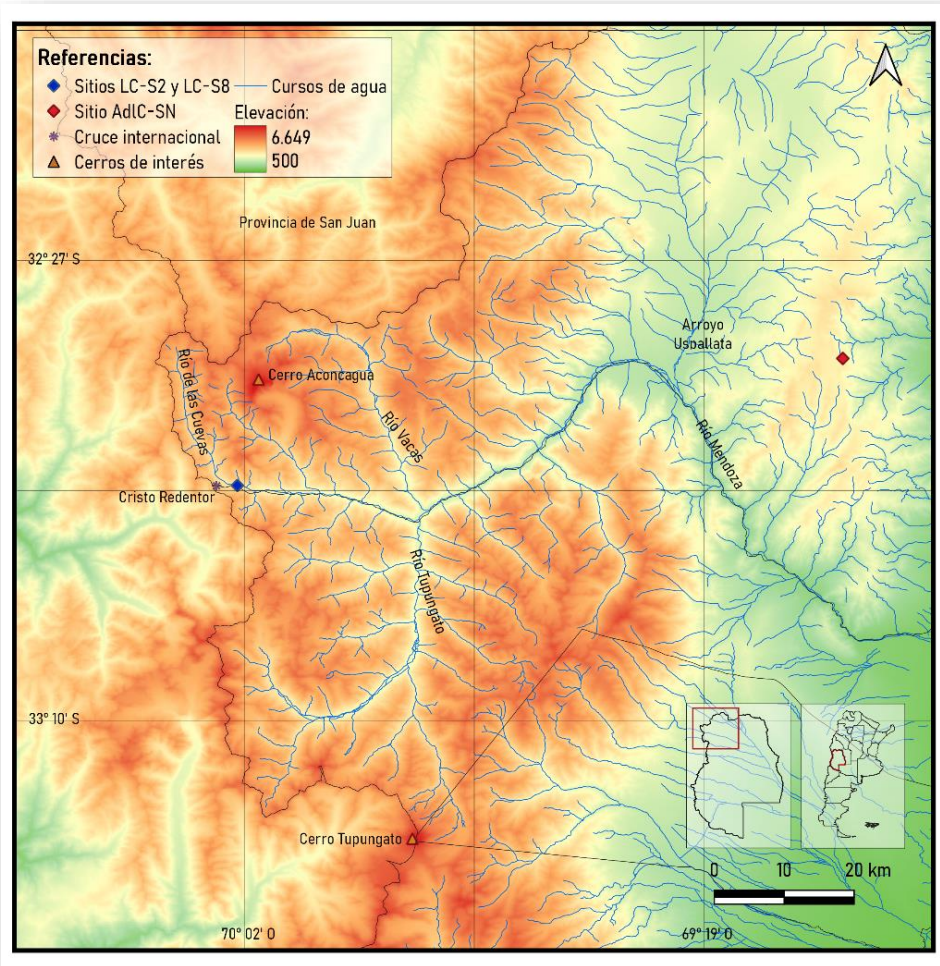 Referencias:
Sitios LC-S2 y LC-S8
Cursos de agua
Sitio AdlC-SN
Elevación:
Cruce internacional
6.649
Cerros de interés
500
Provincia de San Juan
32° 27' S
Arroyo
Uspallata
Río de las Cuevas
Cerro Aconcagua
Río Vacas
Río Mendoza
Cristo Redentor
Río Tupungato
33° 10' S
Cerro Tupungato
0 10 20 km
70° 02' O
69° 19' O